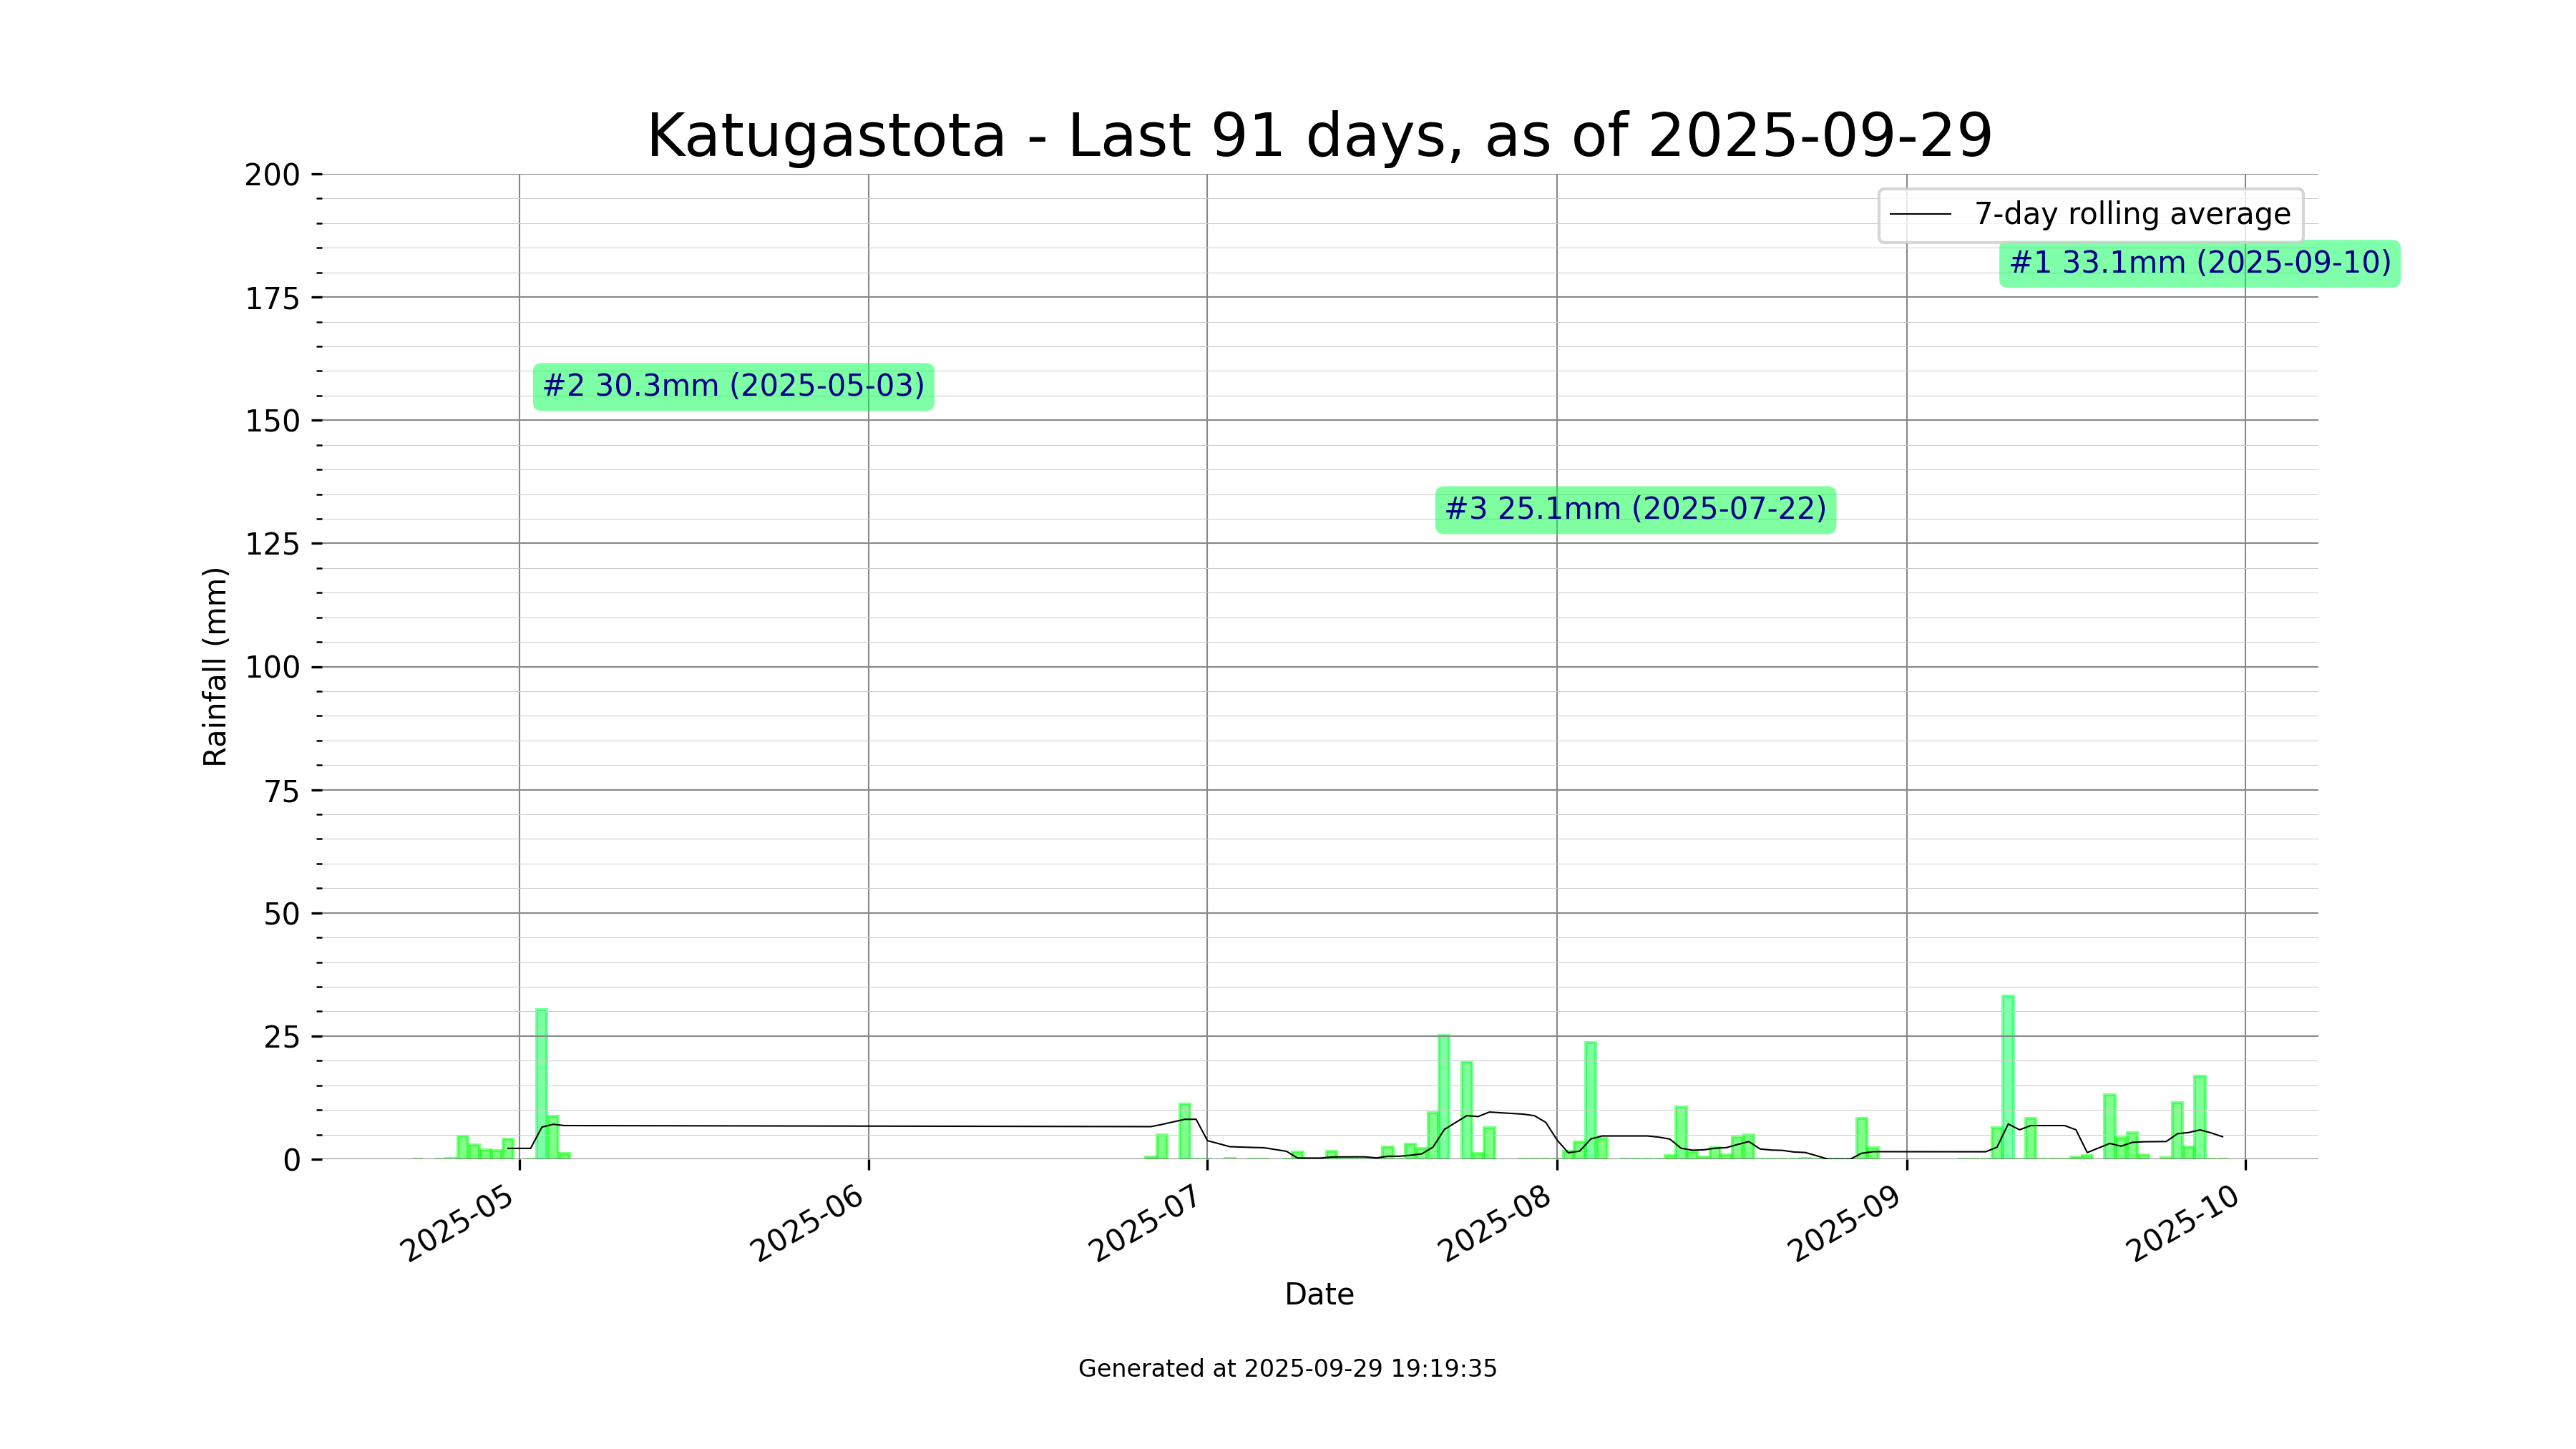 Katugastota - Last 91 days, as of 2025-09-29
7-day rolling average
#1 33.1mm (2025-09-10)
#2 30.3mm (2025-05-03)
#3 25.1mm (2025-07-22)
Rainfall (mm)
200
175
150
125
100
75
50
25
0
2025-05
2025-06
2025-07
2025-08
2025-09
2025-10
Date
Generated at 2025-09-29 19:19:35